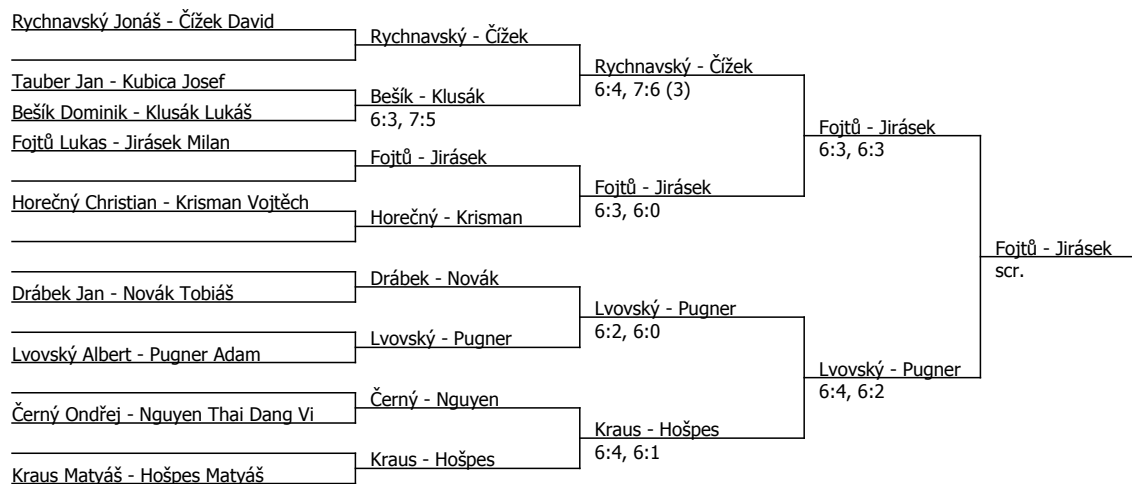 Rychnavský Jonáš - Čížek David
Tauber Jan - Kubica Josef
Bešík Dominik - Klusák Lukáš
Fojtů Lukas - Jirásek Milan
Horečný Christian - Krisman Vojtěch
Drábek Jan - Novák Tobiáš
Lvovský Albert - Pugner Adam
Černý Ondřej - Nguyen Thai Dang Vi
Kraus Matyáš - Hošpes Matyáš
Rychnavský - Čížek
Bešík - Klusák
6:3, 7:5
Fojtů - Jirásek
Horečný - Krisman
Drábek - Novák
Lvovský - Pugner
Černý - Nguyen
Kraus - Hošpes
Rychnavský - Čížek
6:4, 7:6 (3)
Fojtů - Jirásek
6:3, 6:0
Lvovský - Pugner
6:2, 6:0
Kraus - Hošpes
6:4, 6:1
Fojtů - Jirásek
6:3, 6:3
Lvovský - Pugner
6:4, 6:2
Fojtů - Jirásek
scr.